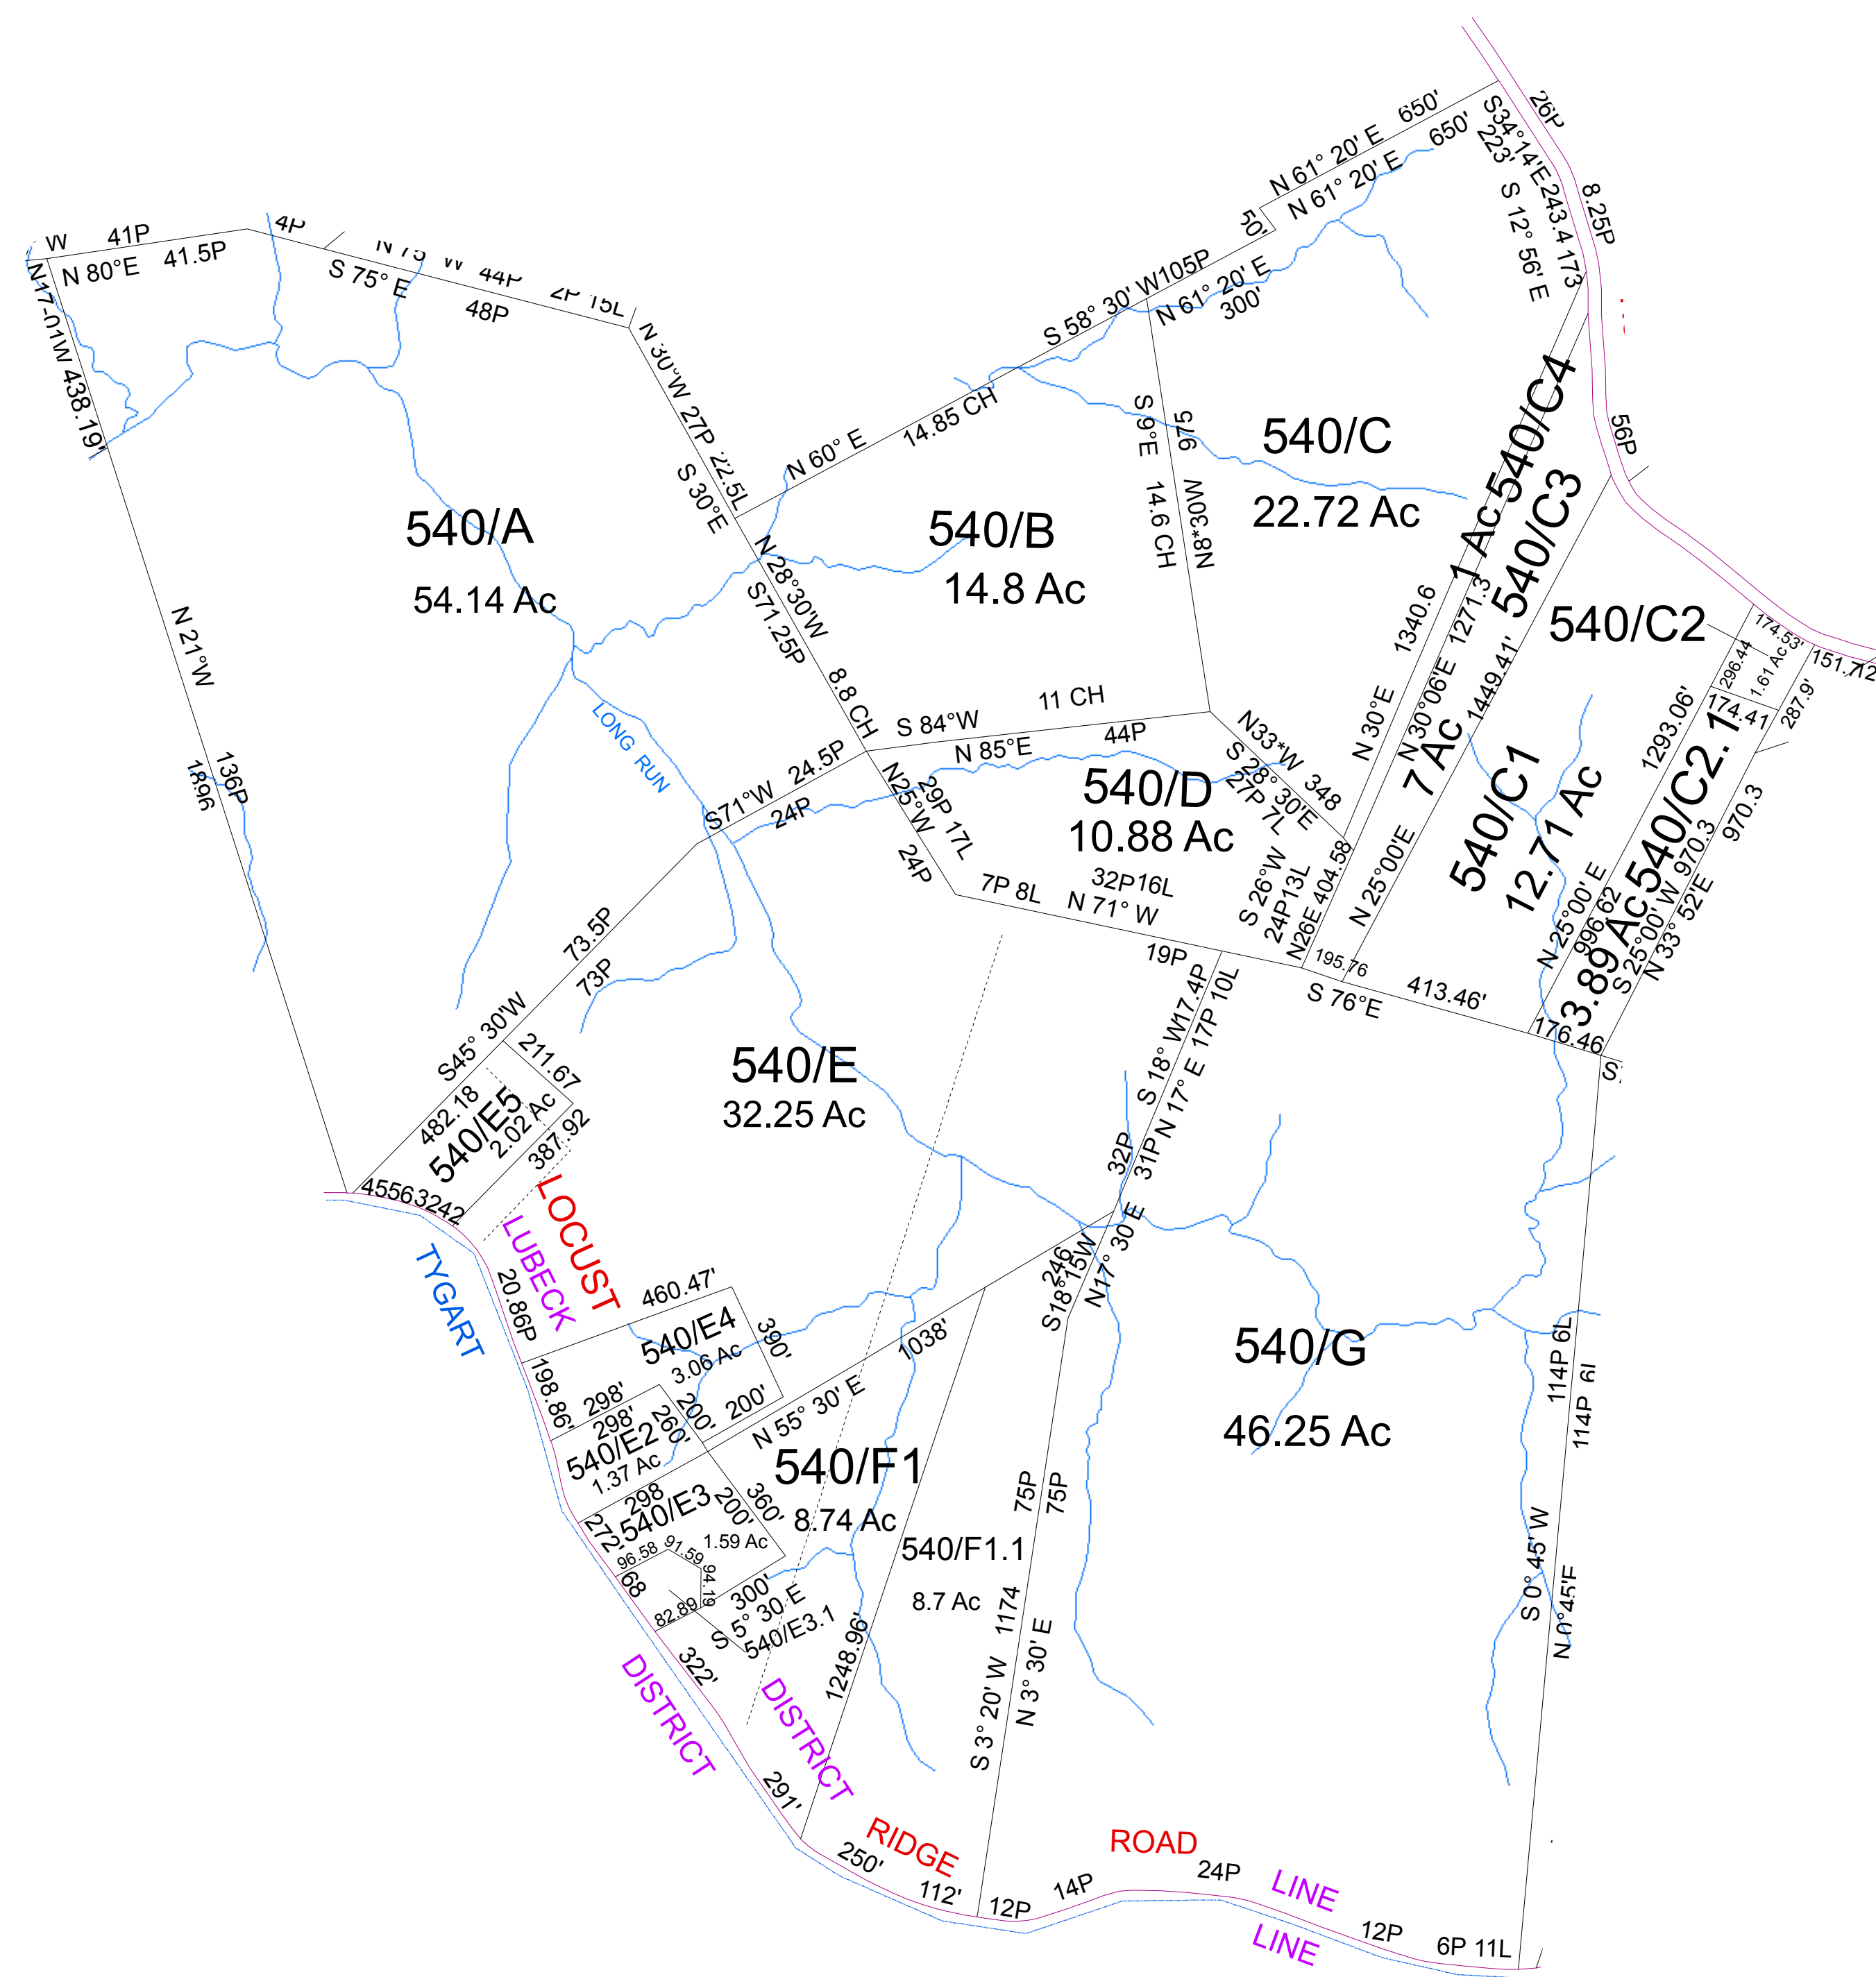 26P
N 61° 20' E 650'
N 61° 20' E 650'
S34°14'E 243.4
223'
S 12° 56' E 173
8.25P
50'
W 41P
4P
N 80°E 41.5P
N 75 W 44P 2P 15L
S 75° E
48P
S 58° 30' W 105P
N 61° 20' E
300'
N17-01W 438.19'
N 30°W 27P 22.5L
S 30°E
N 60° E 14.85 CH
S 9°E 14.6 CH
N8*30W 975
540/C
22.72 Ac
1 Ac 540/C4
56P
540/A
54.14 Ac
540/B
14.8 Ac
N 28°30'W 8.8 CH
S71.25P
7 Ac 540/C3
N 30°E 1340.6
N 30°06'E 1271.3
N 25°00'E 1449.41'
540/C2
174.53'
151.7
12
296.44
1.61 Ac
174.41
287.9'
N 21°W
136P
18.96
LONG RUN
S 84°W 11 CH
N 85°E 44P
N33*W 348
S 28° 30'E
27P 7L
1293.06'
S71°W 24.5P
24P
N25°W 24P
29P 17L
540/D
10.88 Ac
540/C1
12.71 Ac
3.89 Ac 540/C2.1
N 25°00' E
996.62
S 25°00' W 970.3
N 33° 52'E 970.3
7P 8L
32P16L
N 71° W
19P
S 26°W
24P13L
N26E 404.58
195.76
S 76°E
413.46'
176.46
S
73.5P
73P
S45° 30'W
211.67
482.18
540/E5
2.02 Ac
387.92
540/E
32.25 Ac
S 18° W 17.4P
N 17° E 17P 10L
32P
31P
45563242
LOCUST
LUBECK
TYGART
20.86P
460.47'
246
S18°15W
N17° 30 E
540/E4
3.06 Ac
390'
1038'
198.86'
298'
298'
260'
200'
200'
N 55° 30' E
540/G
46.25 Ac
114P 6L
114P 6L
540/E2
1.37 Ac
540/F1
8.74 Ac
298
540/E3
1.59 Ac
200'
360'
272'
96.58
91.59
94.19
68
82.89
300'
S 5° 30 E
540/E3.1
540/F1.1
8.7 Ac
75P
75P
S 3° 20' W 1174
N 3° 30' E
S 0° 45' W
N 0°45'E
1248.96'
322'
DISTRICT
DISTRICT
291'
RIDGE
ROAD
250'
112'
12P
14P
24P
LINE
LINE
12P
6P 11L